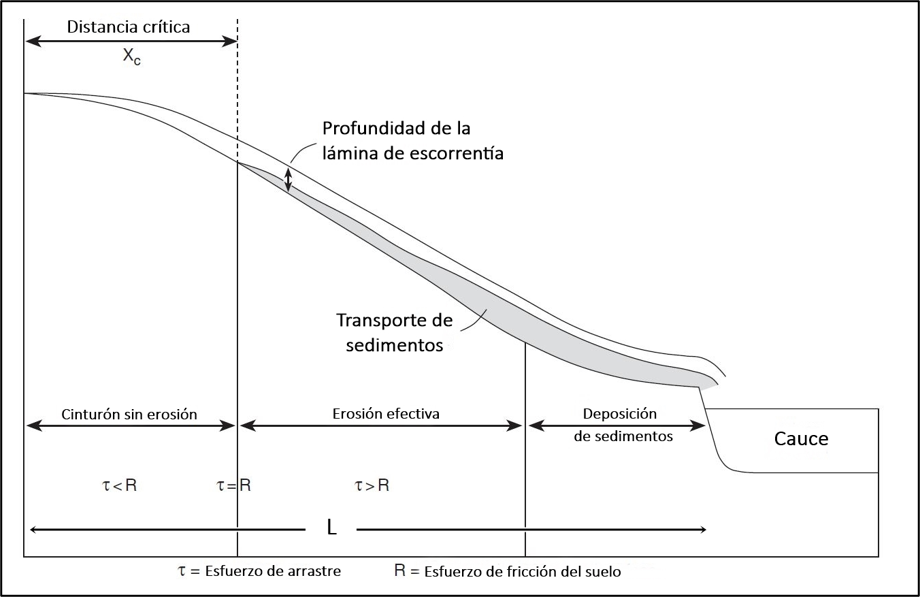 Distancia crítica
Xc
Profundidad de la
lámina de escorrentía
Transporte de
sedimentos
Cinturón sin erosión
Erosión efectiva
Deposición
de sedimentos
Cauce
τ<R
τ=R
τ>R
L
τ = Esfuerzo de arrastre
R = Esfuerzo de fricción del suelo